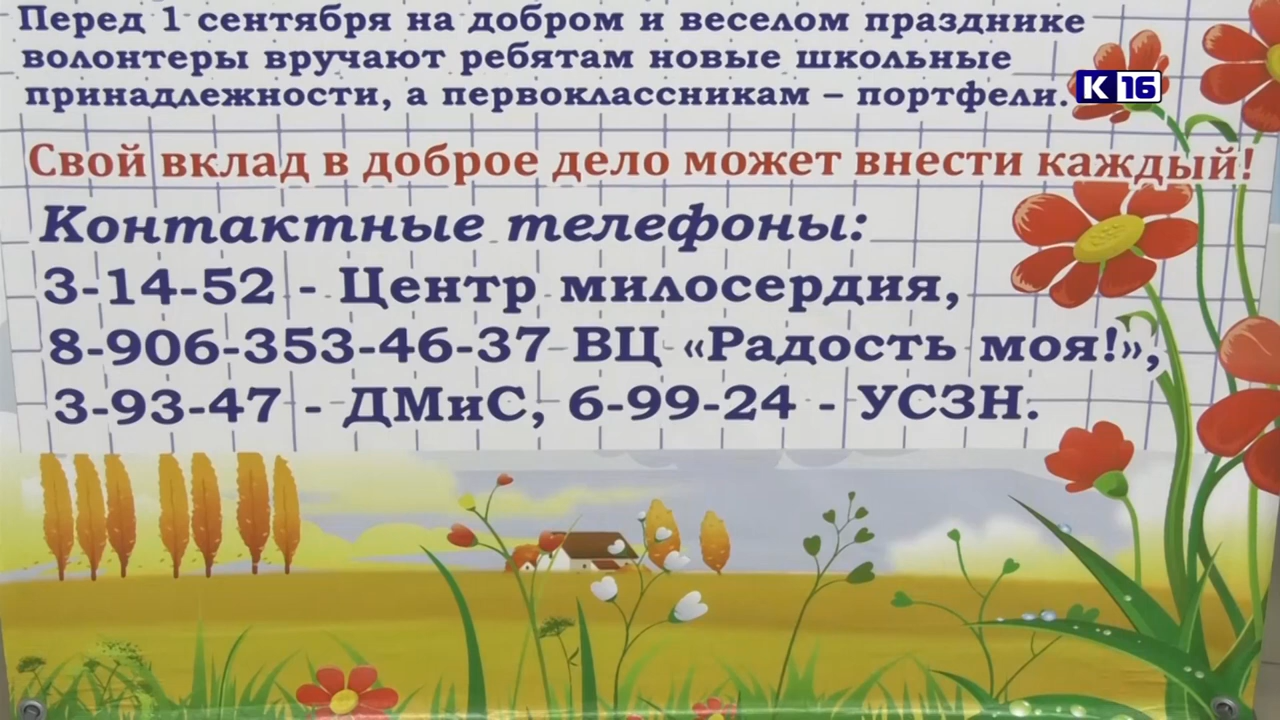 Перед 1 сентября на добром и веселом празднике
волонтеры вручают ребятам новые школьные
принадлежности, а первоклассникам – портфели.
К 16
Свой вклад в доброе дело может внести каждый!
Контактные телефоны:
3-14-52 - Центр милосердия,
8-906-353-46-37 ВЦ «Радость моя!»,
3-93-47 - ДМиС, 6-99-24 - УСЗН.